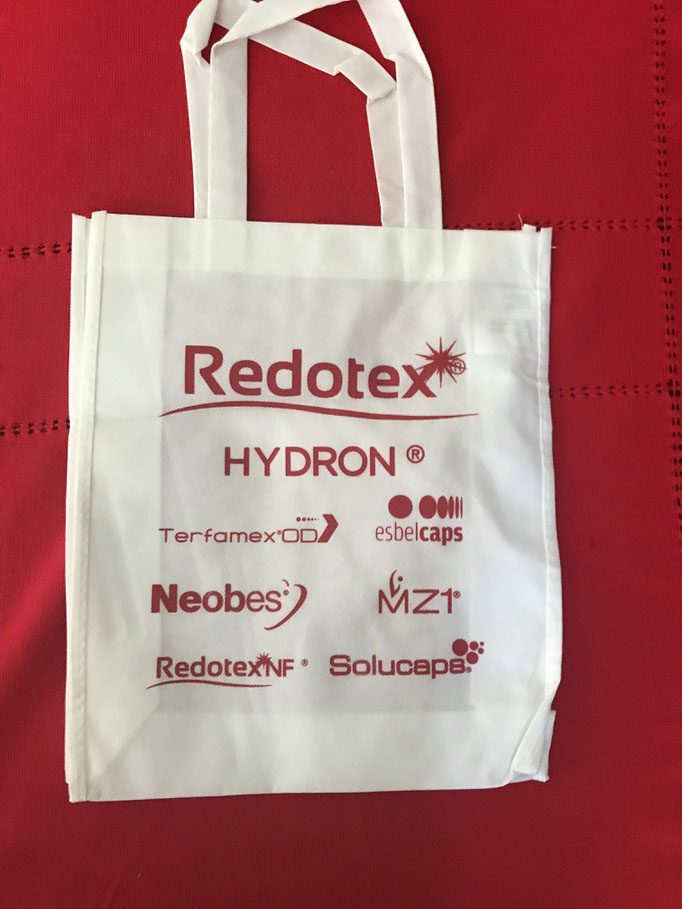 Redotex®
HYDRON ®
Terfamex®OD
esbelcaps
Neobes®
MZ1®
RedotexNF ®
Solucaps®